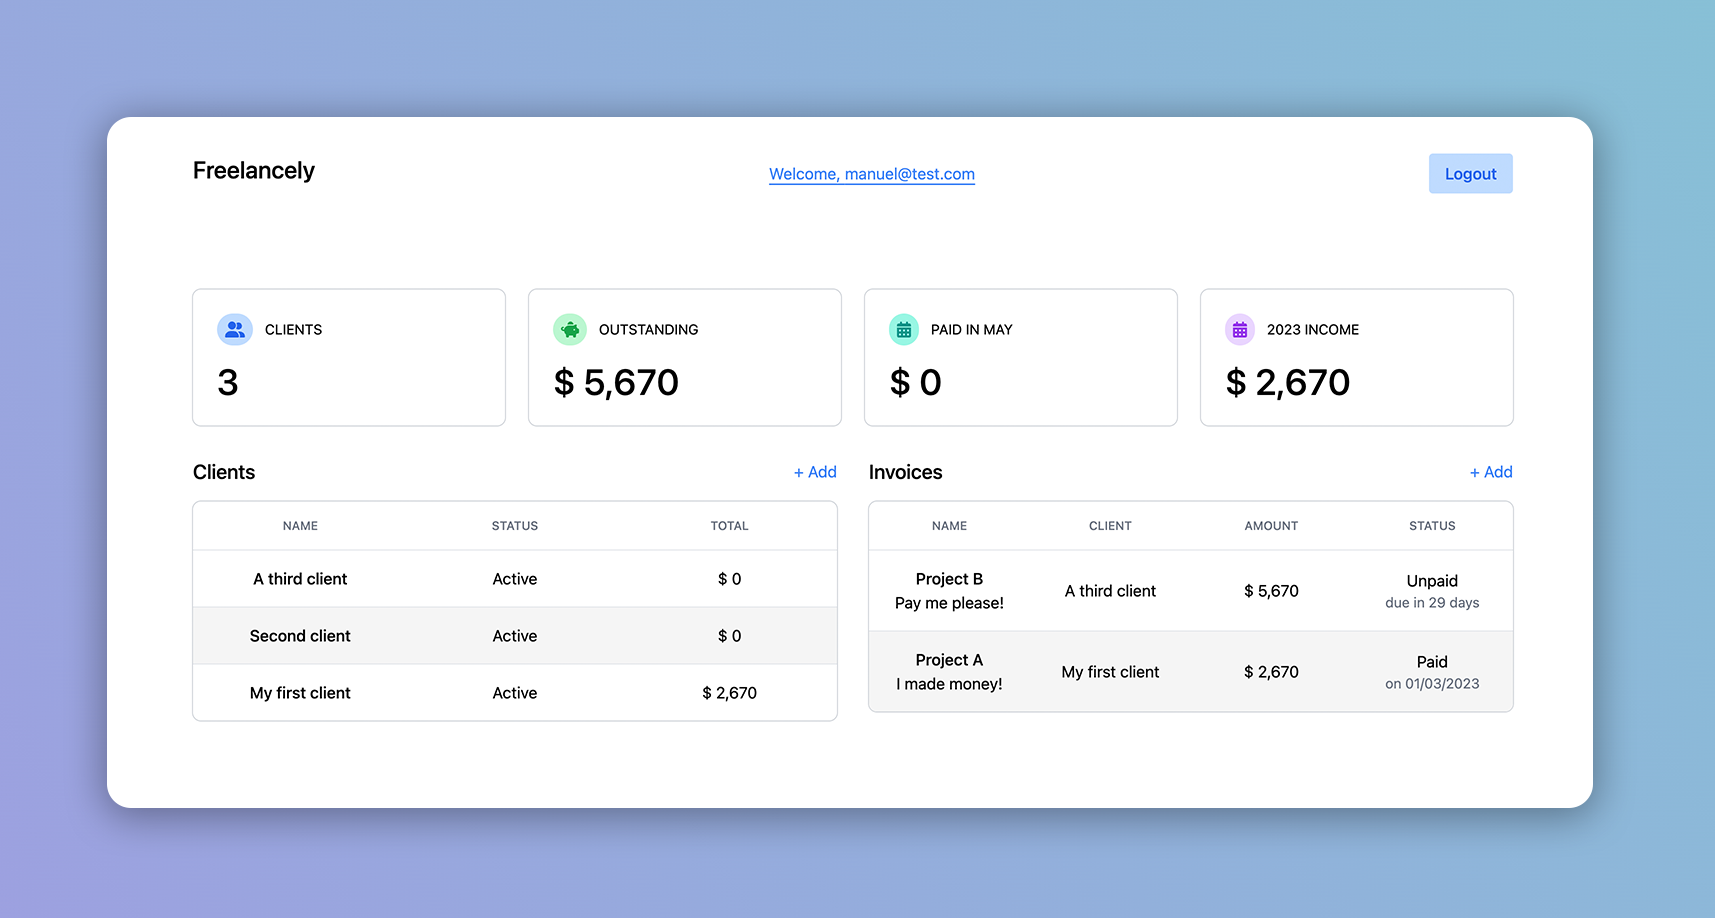 Freelancely
Welcome, manuel@test.com
Logout
CLIENTS
3
OUTSTANDING
$ 5,670
PAID IN MAY
$ 0
2023 INCOME
$ 2,670
Clients
+ Add
NAME STATUS TOTAL
A third client Active $ 0
Second client Active $ 0
My first client Active $ 2,670
Invoices
+ Add
NAME CLIENT AMOUNT STATUS
Project B
Pay me please!
A third client
$ 5,670
Unpaid
due in 29 days
Project A
I made money!
My first client
$ 2,670
Paid
on 01/03/2023